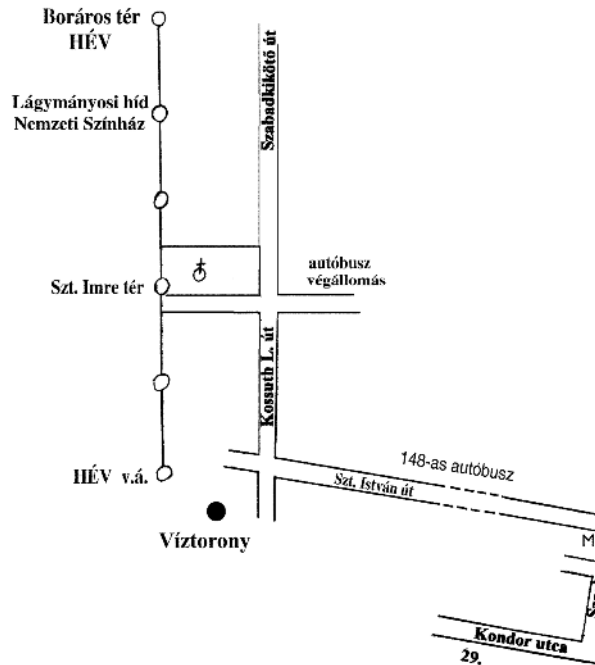 Boráros tér
HÉV
Szabadkikötő út
Lágymányosi híd
Nemzeti Színház
autóbusz
végállomás
Szt. Imre tér
Kossuth L. út
148-as autóbusz
HÉV v.á.
Szt. István út
Víztorony
M
Kondor utca
29.